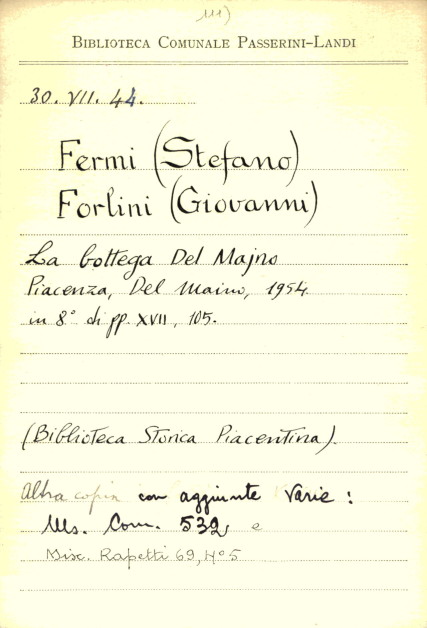 111)
BIBLIOTECA COMUNALE PASSERINI-LANDI
30. VII. 44.
Fermi (Stefano)
Forlini (Giovanni)
La bottega Del Majno
Piacenza, Del Maino, 1954
in 8° di pp. XVII, 105.
(Biblioteca Storica Piacentina).
Altra copia con aggiunte varie:
Ms. Com. 532, e
Misc. Rapetti 69, N° 5